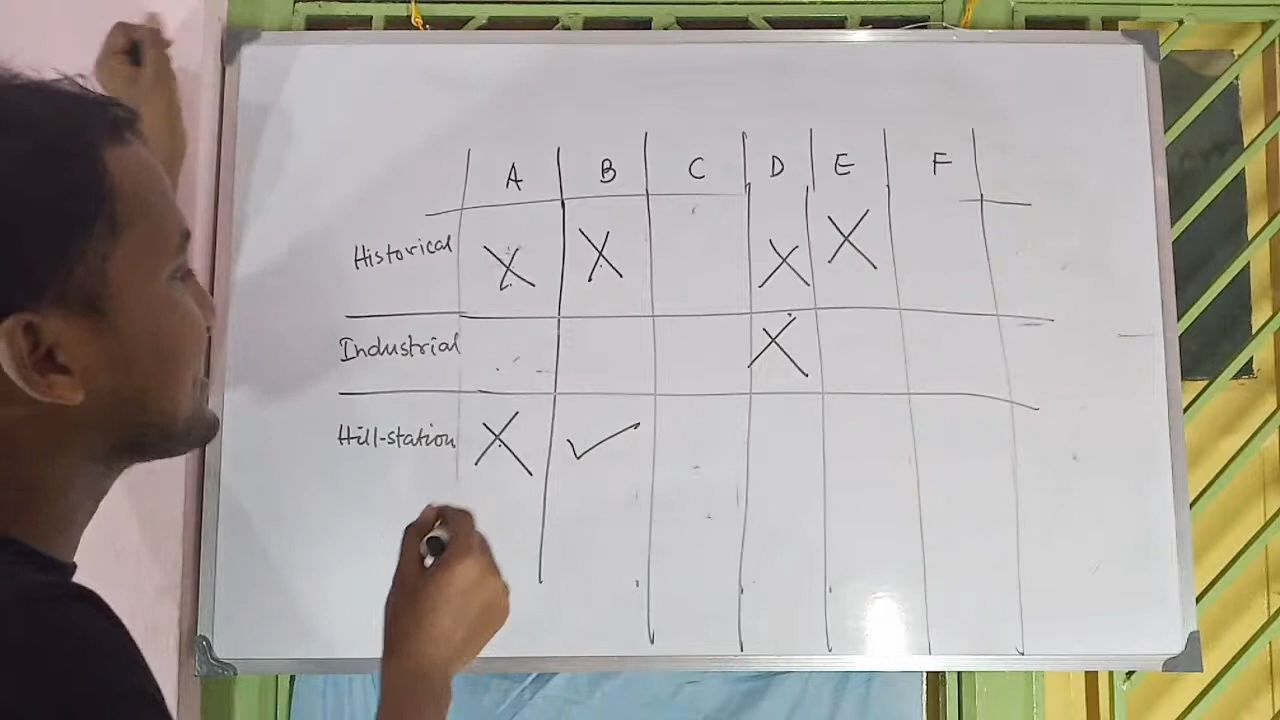 A B C D E F
Historical X X X X
Industrial X
Hill-station X ✓